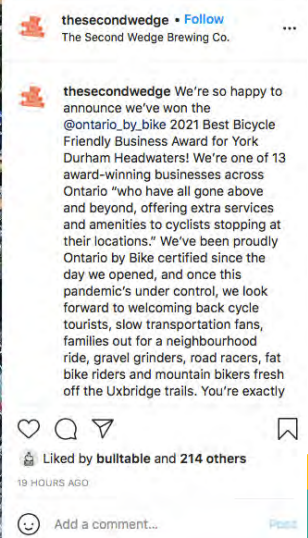 thesecondwedge • Follow
The Second Wedge Brewing Co.
...
thesecondwedge We're so happy to
announce we've won the
@ontario_by_bike 2021 Best Bicycle
Friendly Business Award for York
Durham Headwaters! We're one of 13
award-winning businesses across
Ontario "who have all gone above
and beyond, offering extra services
and amenities to cyclists stopping at
their locations." We've been proudly
Ontario by Bike certified since the
day we opened, and once this
pandemic's under control, we look
forward to welcoming back cycle
tourists, slow transportation fans,
families out for a neighbourhood
ride, gravel grinders, road racers, fat
bike riders and mountain bikers fresh
off the Uxbridge trails. You're exactly
Liked by bulltable and 214 others
19 HOURS AGO
Add a comment...
Post